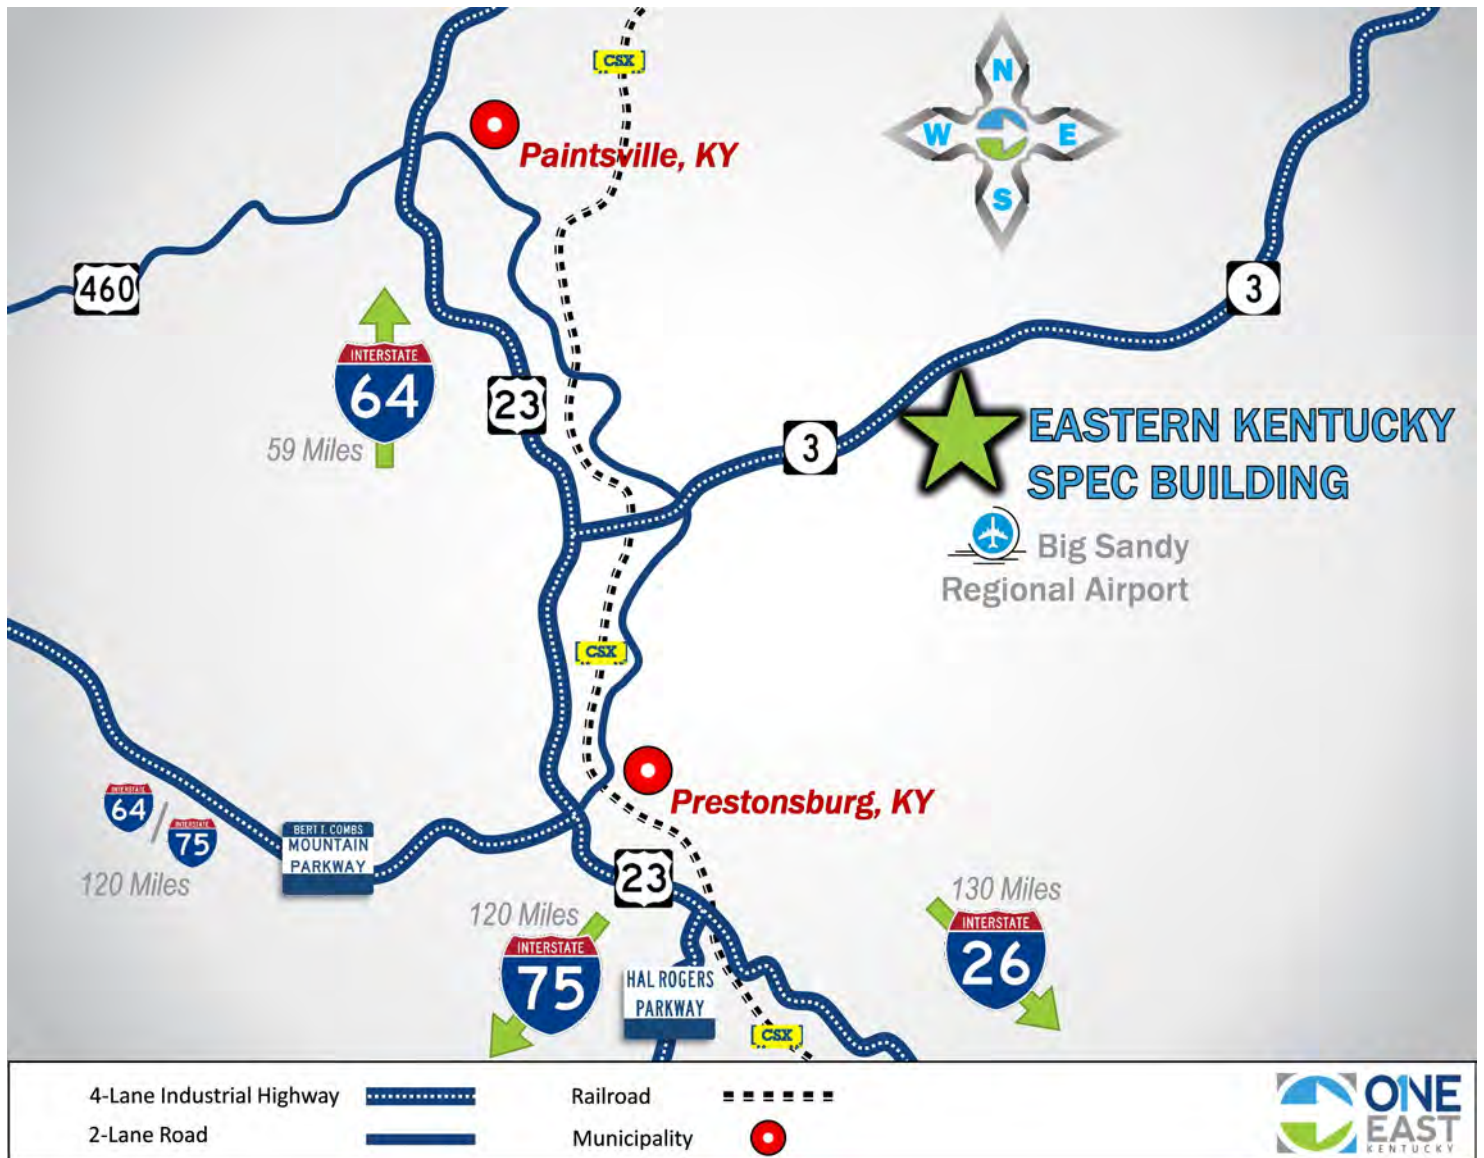 CSX
N
W
E
S
Paintsville, KY
460
3
INTERSTATE
64
59 Miles
23
3
EASTERN KENTUCKY
SPEC BUILDING
Big Sandy
Regional Airport
CSX
Prestonsburg, KY
INTERSTATE
64
INTERSTATE
75
120 Miles
BERT T. COMBS
MOUNTAIN
PARKWAY
23
120 Miles
INTERSTATE
75
HAL ROGERS
PARKWAY
130 Miles
INTERSTATE
26
CSX
4-Lane Industrial Highway
Railroad
2-Lane Road
Municipality
ONE
EAST
KENTUCKY